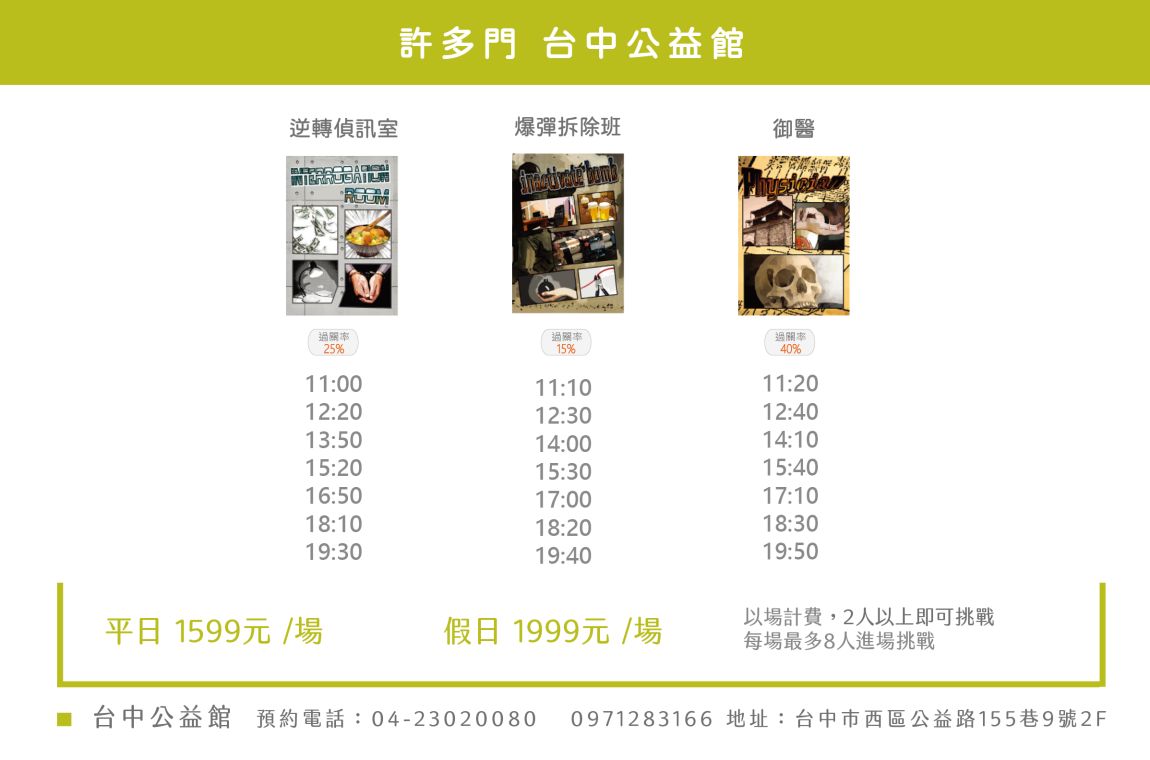 許多門 台中公益館
逆轉偵訊室
INTERROGATION
ROOM
過關率
25%
11:00
12:20
13:50
15:20
16:50
18:10
19:30
爆彈拆除班
inactivate bomb
過關率
15%
11:10
12:30
14:00
15:30
17:00
18:20
19:40
御醫
Physician
過關率
40%
11:20
12:40
14:10
15:40
17:10
18:30
19:50
平日 1599元 /場
假日 1999元 /場
以場計費，2人以上即可挑戰
每場最多8人進場挑戰
台中公益館 預約電話：04-23020080 0971283166 地址：台中市西區公益路155巷9號2F